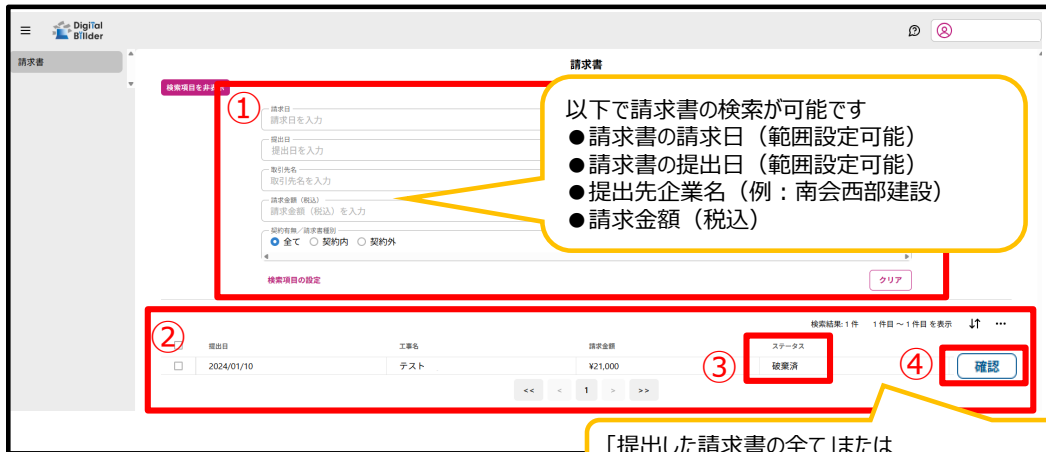 Digital
Billder
請求書
請求書
検索項目を非表示
①
請求日
請求日を入力
提出日
提出日を入力
取引先名
取引先名を入力
請求金額（税込）
請求金額（税込）を入力
契約有無／請求書種別
全て 契約内 契約外
検索項目の設定
クリア
以下で請求書の検索が可能です
●請求書の請求日（範囲設定可能）
●請求書の提出日（範囲設定可能）
●提出先企業名（例：南会西部建設）
●請求金額（税込）
検索結果: 1 件 1 件目 ～ 1 件目 を表示
②
提出日 工事名 請求金額 ステータス
2024/01/10 テスト ¥21,000 ③ 破棄済 ④ 確認
<< < 1 > >>
「提出した請求書の全て」または